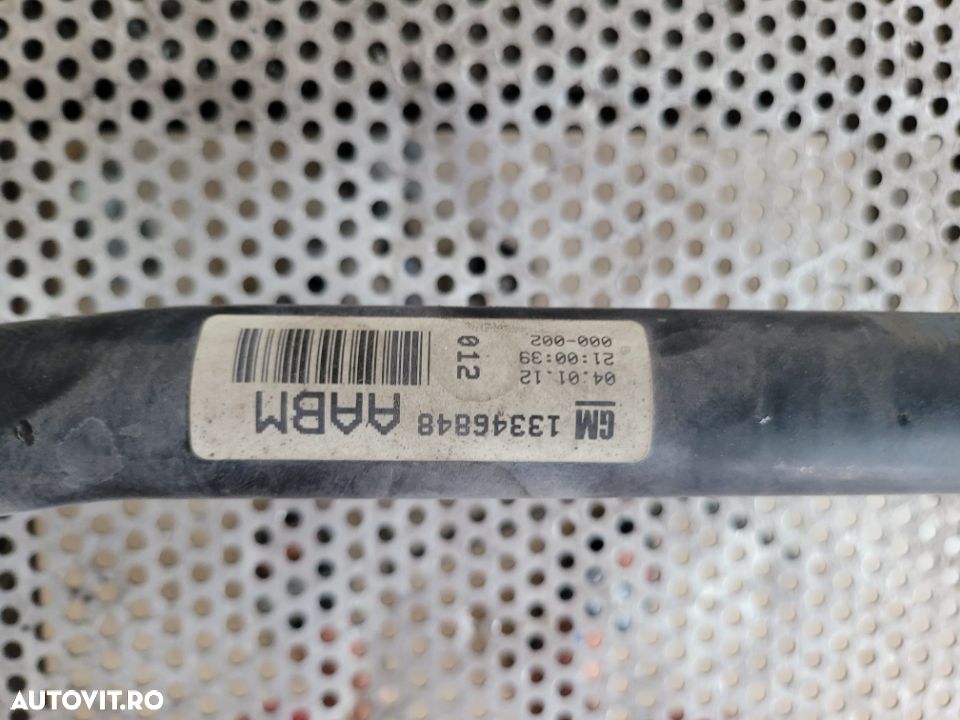 GM 13346848 AABM
04.01.12
21:00:39
000-002
012
AUTOVIT.RO